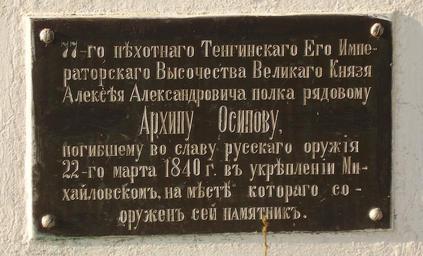 77-го пѣхотнаго Тенгинскаго Его Импе-
раторскаго Высочества Великаго Князя
Алексѣя Александровича полка рядовому
Архипу Осипову,
погибшему во славу русскаго оружія
22-го марта 1840 г. въ укрѣпленіи Ми-
хайловскомъ, на мѣстѣ котораго со-
оруженъ сей памятникъ.